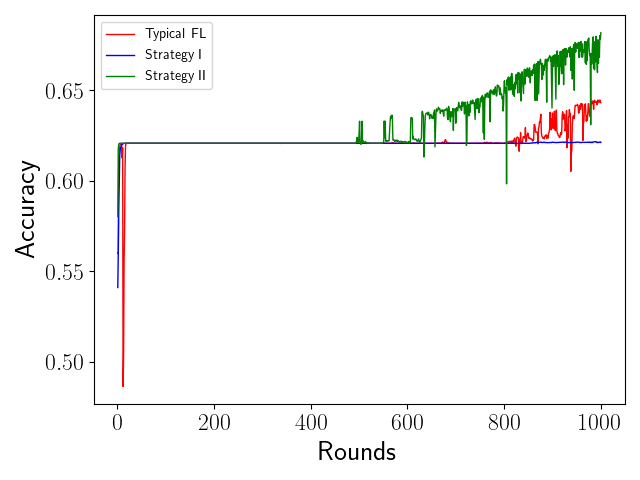 Typical FL
Strategy I
Strategy II
0.65
0.60
0.55
0.50
Accuracy
0 200 400 600 800 1000
Rounds